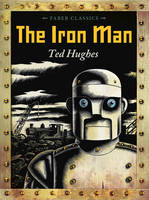 FABER CLASSICS
The Iron Man
Ted Hughes